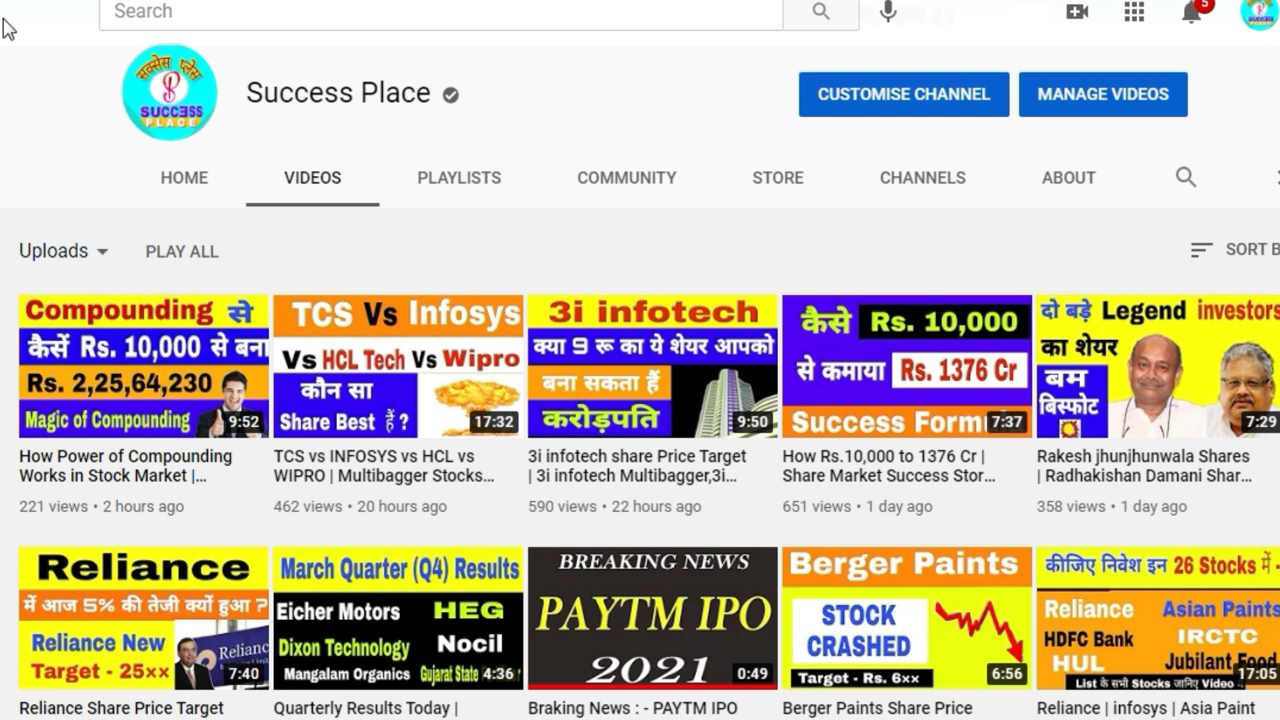 Search
5
सक्सेस प्लेस
SUCCESS
PLACE
Success Place
CUSTOMISE CHANNEL
MANAGE VIDEOS
HOME
VIDEOS
PLAYLISTS
COMMUNITY
STORE
CHANNELS
ABOUT
Uploads
PLAY ALL
SORT B
Compounding से
कैसें Rs. 10,000 से बना
Rs. 2,25,64,230
Magic of Compounding
9:52
How Power of Compounding
Works in Stock Market |...
221 views • 2 hours ago
TCS Vs Infosys
Vs HCL Tech Vs Wipro
कौन सा
Share Best हैं ?
17:32
TCS vs INFOSYS vs HCL vs
WIPRO | Multibagger Stocks...
462 views • 20 hours ago
3i infotech
क्या 9 रू का ये शेयर आपको
बना सकता हैं
करोड़पति
9:50
3i infotech share Price Target
| 3i infotech Multibagger,3i...
590 views • 22 hours ago
कैसे Rs. 10,000
से कमाया Rs. 1376 Cr
Success Formu
7:37
How Rs.10,000 to 1376 Cr |
Share Market Success Stor...
651 views • 1 day ago
दो बड़े Legend investors
का शेयर
बम
बिस्फोट
7:29
Rakesh jhunjhunwala Shares
| Radhakishan Damani Shar...
358 views • 1 day ago
Reliance
में आज 5% की तेजी क्यों हुआ ?
Reliance New
Target - 25××
Reliance
7:40
Reliance Share Price Target
March Quarter (Q4) Results
Eicher Motors HEG
Dixon Technology Nocil
Mangalam Organics Gujarat State
4:36
Quarterly Results Today |
BREAKING NEWS
PAYTM IPO
2021
0:49
Braking News : - PAYTM IPO
Berger Paints
STOCK
CRASHED
Target - Rs. 6××
6:56
Berger Paints Share Price
कीजिए निवेश इन 26 Stocks में -
Reliance Asian Paints
HDFC Bank IRCTC
HUL Jubilant Food
List के सभी Stocks जानिए Video में
17:05
Reliance | infosys | Asia Paint